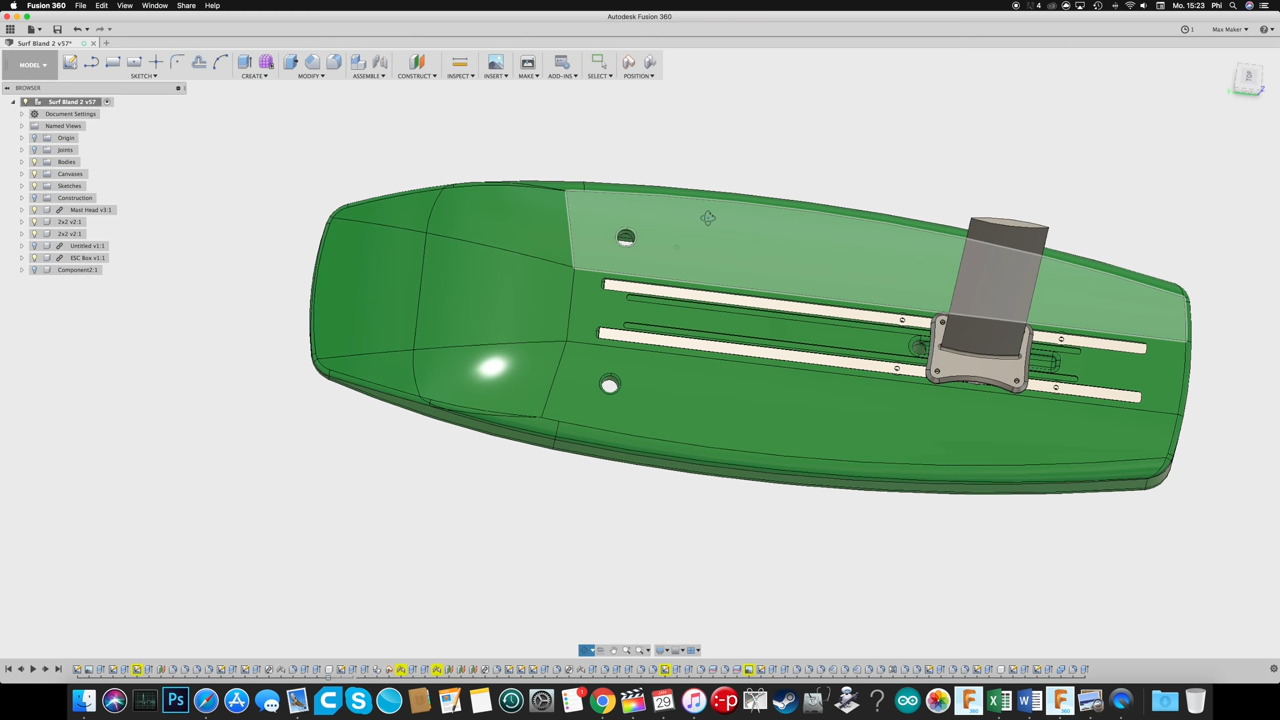 Fusion 360 File Edit View Window Share Help 4 Mo. 15:23 Phi
Autodesk Fusion 360
1 Max Maker
Surf Bland 2 v57*
MODEL
SKETCH CREATE MODIFY ASSEMBLE CONSTRUCT INSPECT INSERT MAKE ADD-INS SELECT POSITION
BROWSER
Surf Bland 2 v57
Document Settings
Named Views
Origin
Joints
Bodies
Canvases
Sketches
Construction
Mast Head v3:1
2x2 v2:1
2x2 v2:1
Untitled v1:1
ESC Box v1:1
Component2:1